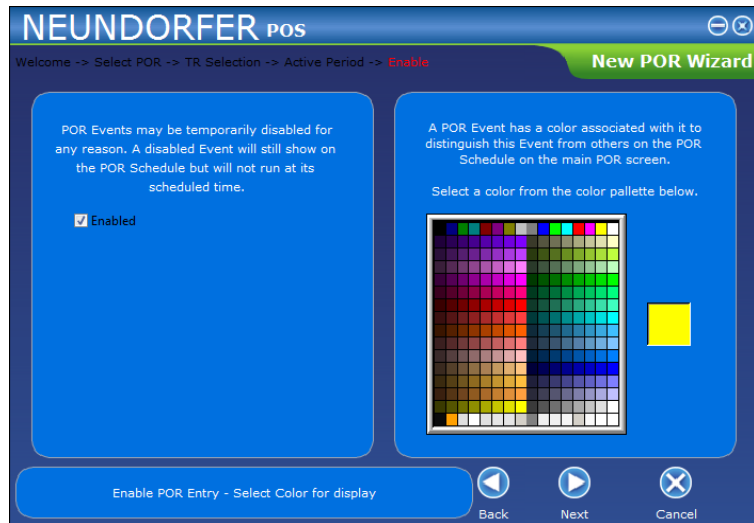 NEUNDORFER POS
Welcome -> Select POR -> TR Selection -> Active Period -> Enable
New POR Wizard
POR Events may be temporarily disabled for
any reason. A disabled Event will still show on
the POR Schedule but will not run at its
scheduled time.
Enabled
A POR Event has a color associated with it to
distinguish this Event from others on the POR
Schedule on the main POR screen.
Select a color from the color pallette below.
Enable POR Entry - Select Color for display
Back
Next
Cancel